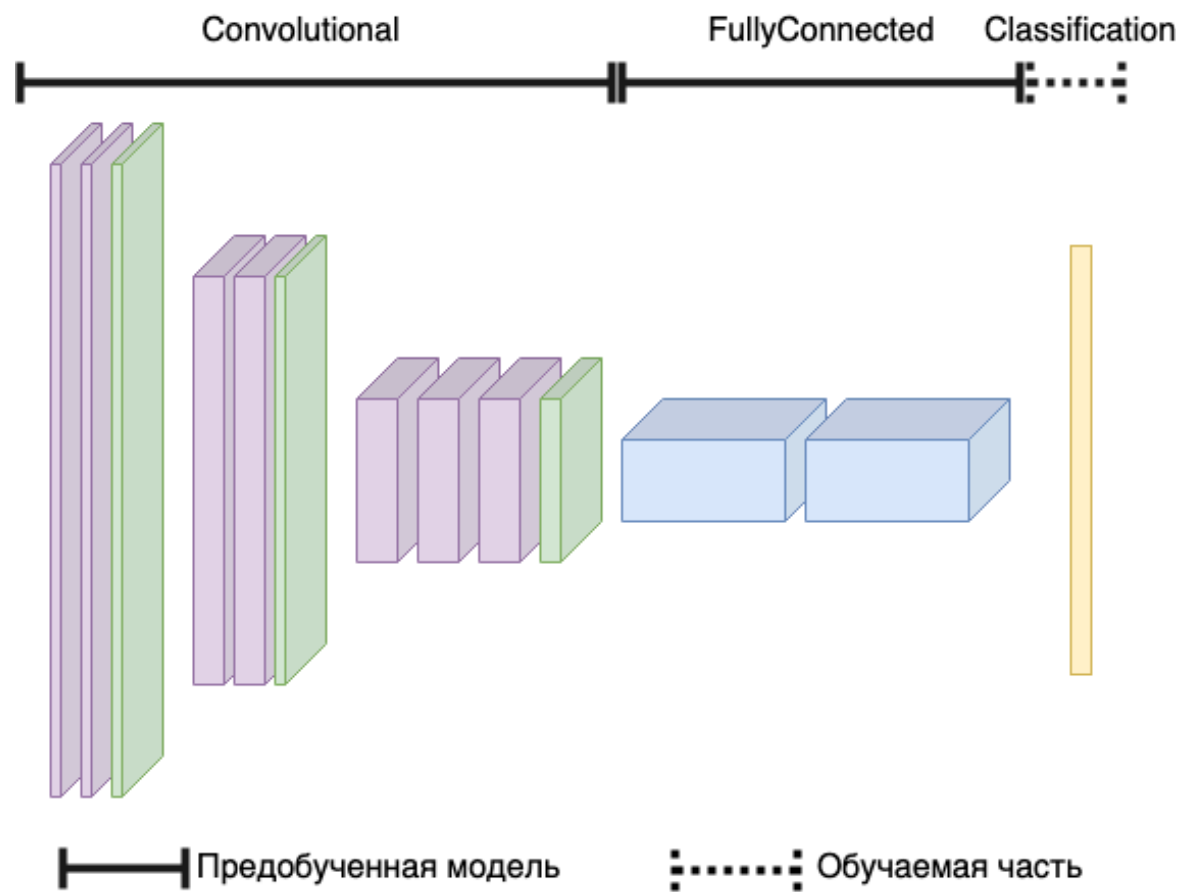 Convolutional
FullyConnected
Classification
Предобученная модель
Обучаемая часть